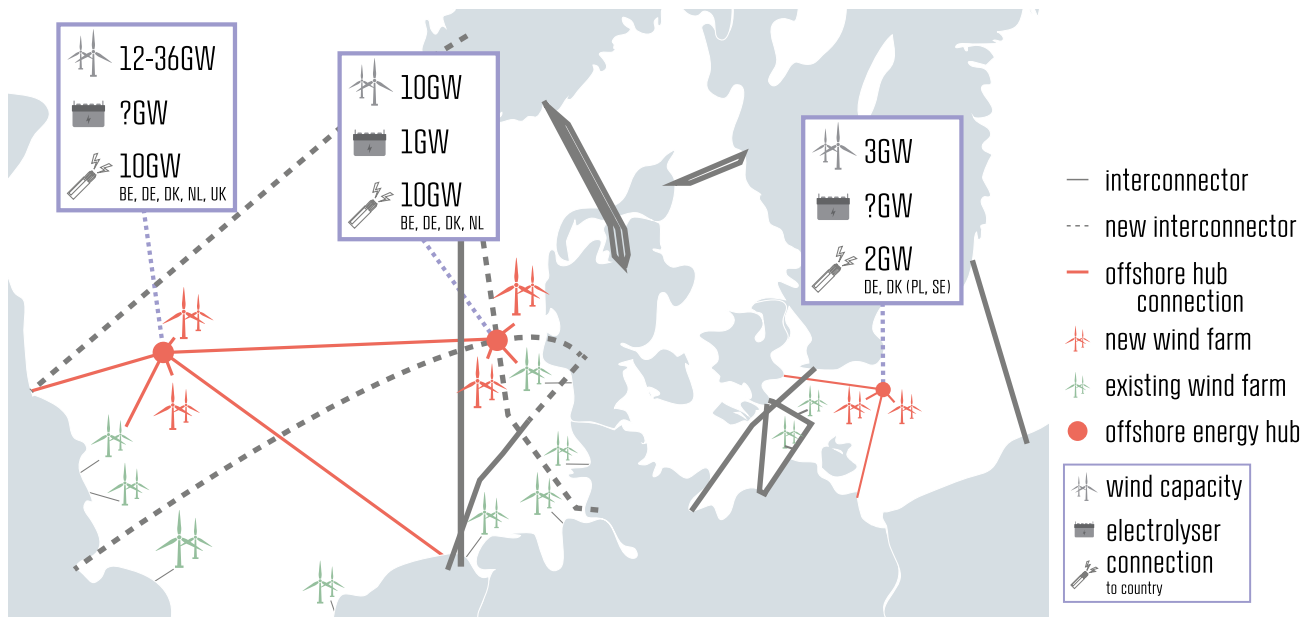 12-36GW
?GW
10GW
BE, DE, DK, NL, UK
10GW
1GW
10GW
BE, DE, DK, NL
3GW
?GW
2GW
DE, DK (PL, SE)
interconnector
new interconnector
offshore hub
connection
new wind farm
existing wind farm
offshore energy hub
wind capacity
electrolyser
connection
to country